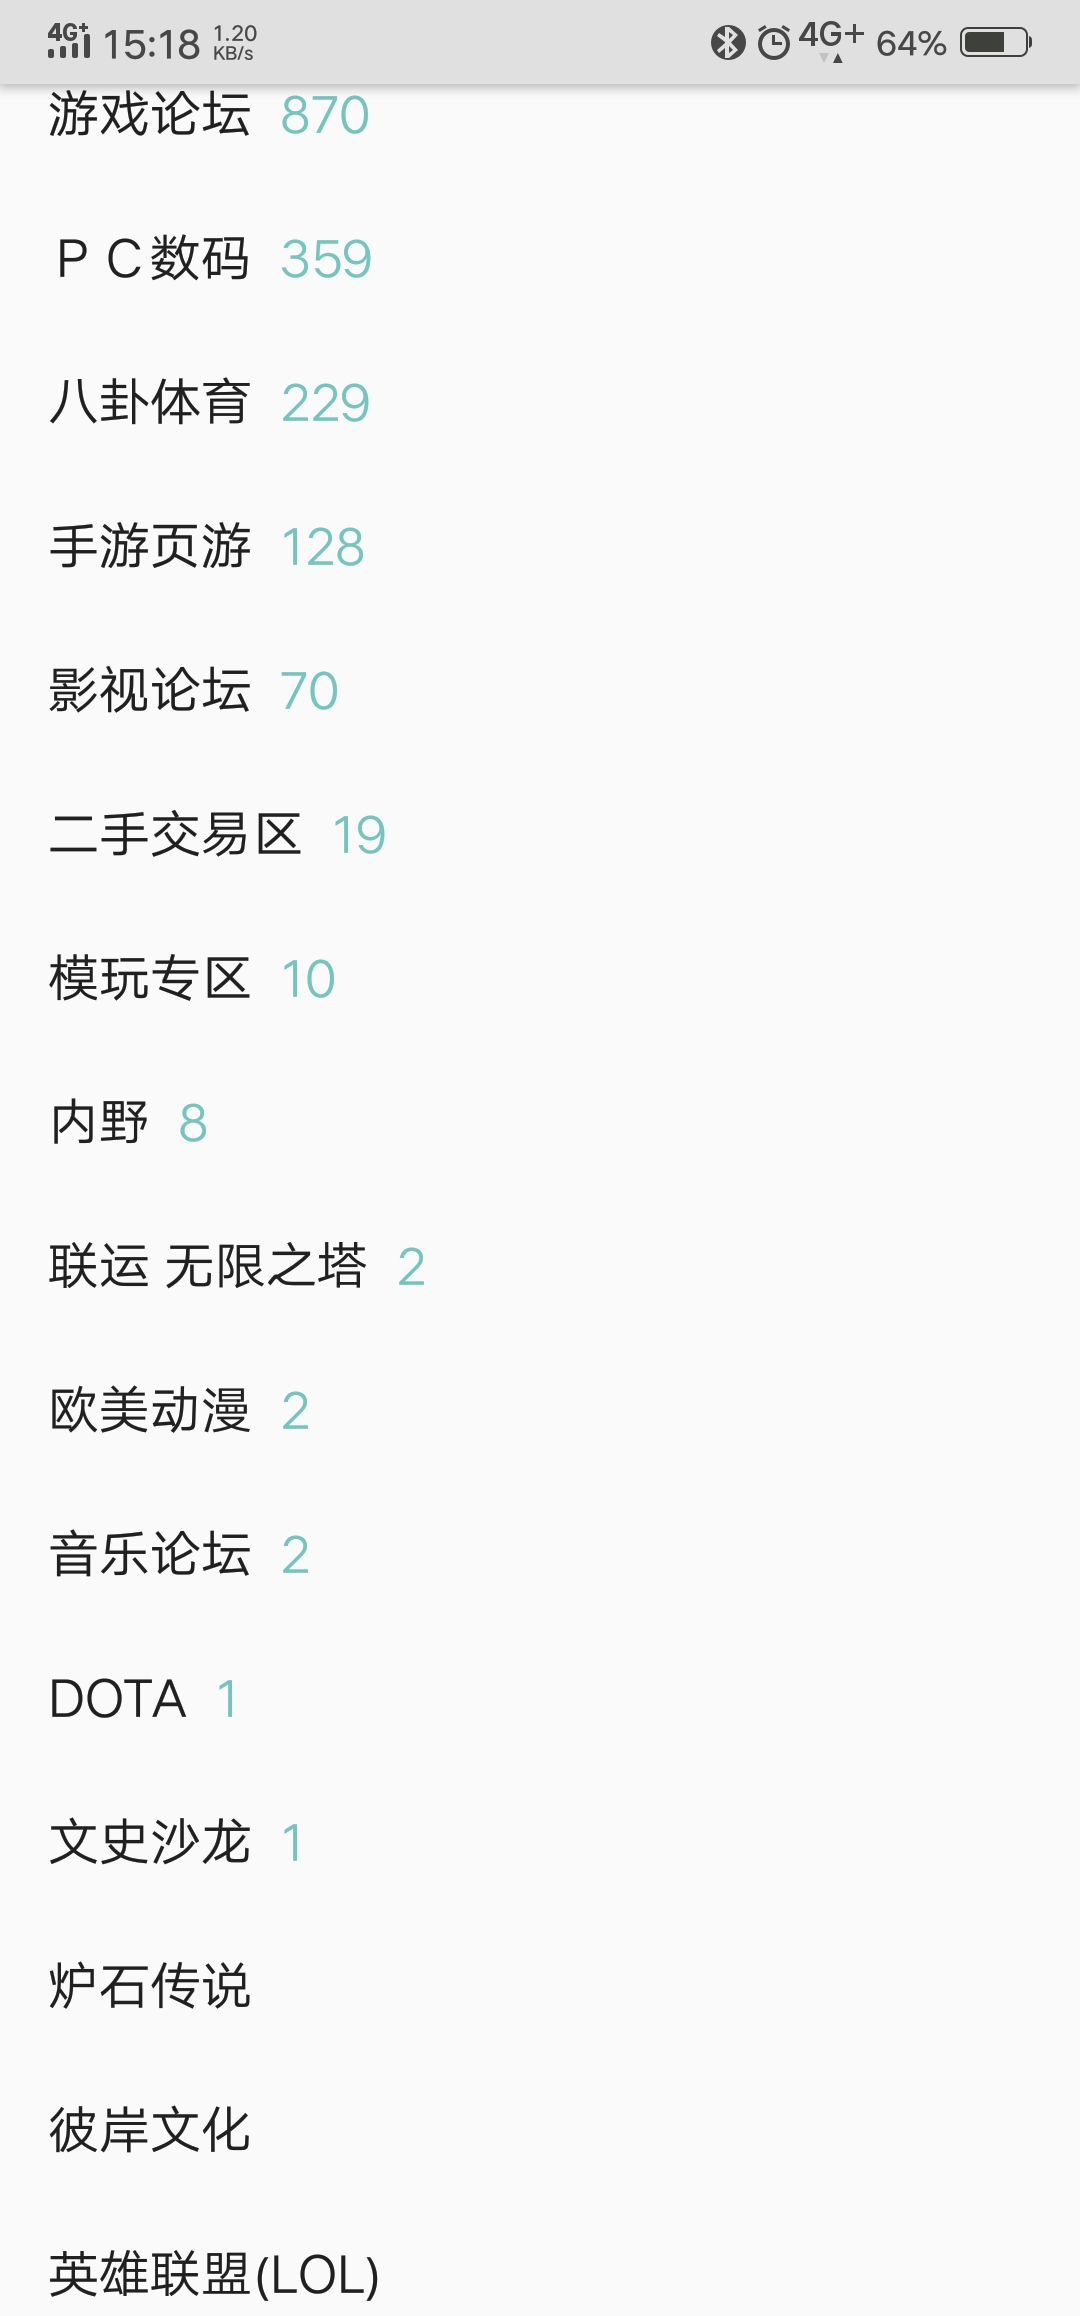 4G+ 15:18 1.20 KB/s 4G+ 64%
游戏论坛 870
ＰＣ数码 359
八卦体育 229
手游页游 128
影视论坛 70
二手交易区 19
模玩专区 10
内野 8
联运 无限之塔 2
欧美动漫 2
音乐论坛 2
DOTA 1
文史沙龙 1
炉石传说
彼岸文化
英雄联盟(LOL)